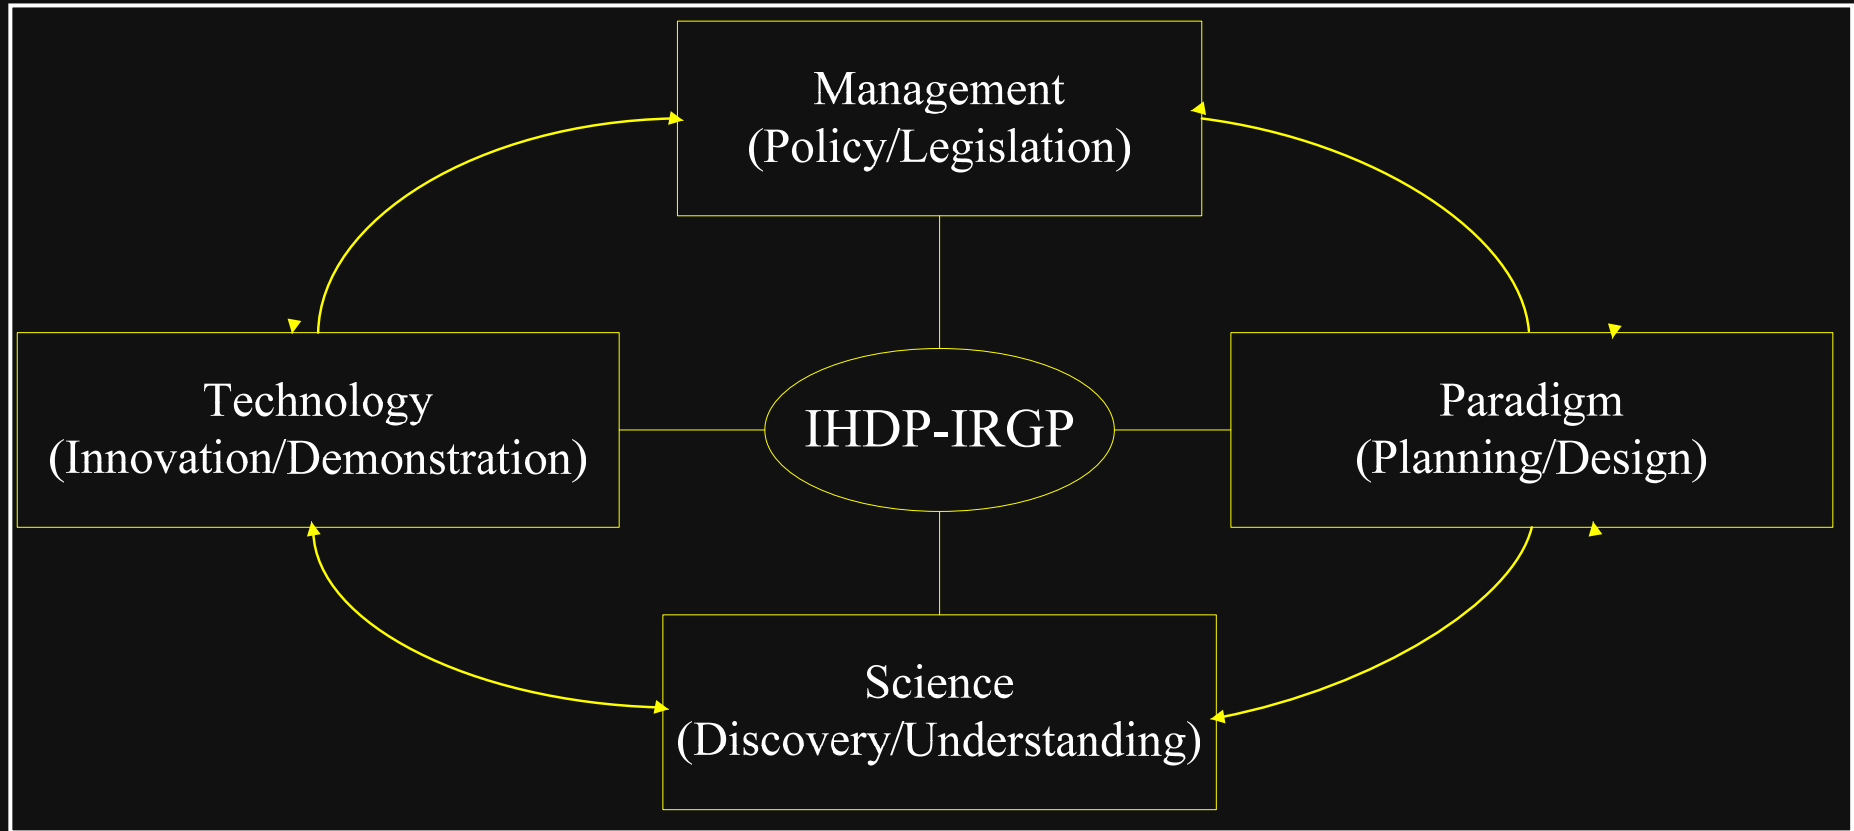 Management
(Policy/Legislation)
Technology
(Innovation/Demonstration)
IHDP-IRGP
Paradigm
(Planning/Design)
Science
(Discovery/Understanding)